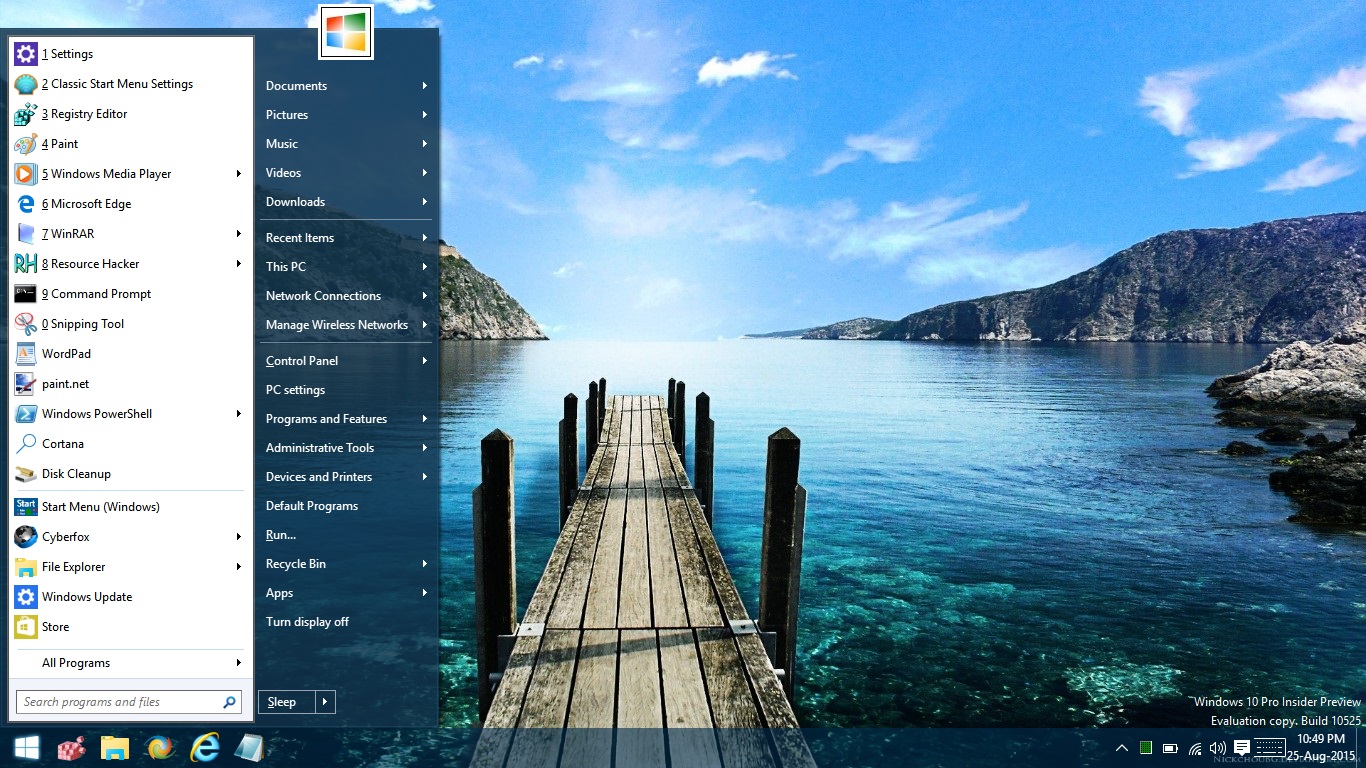 1 Settings
2 Classic Start Menu Settings
3 Registry Editor
4 Paint
5 Windows Media Player
6 Microsoft Edge
7 WinRAR
RH
8 Resource Hacker
9 Command Prompt
0 Snipping Tool
WordPad
paint.net
Windows PowerShell
Cortana
Disk Cleanup
Start
Start Menu (Windows)
Cyberfox
File Explorer
Windows Update
Store
All Programs
Search programs and files
Documents
Pictures
Music
Videos
Downloads
Recent Items
This PC
Network Connections
Manage Wireless Networks
Control Panel
PC settings
Programs and Features
Administrative Tools
Devices and Printers
Default Programs
Run...
Recycle Bin
Apps
Turn display off
Sleep
Windows 10 Pro Insider Preview
Evaluation copy. Build 10525
10:49 PM
25-Aug-2015